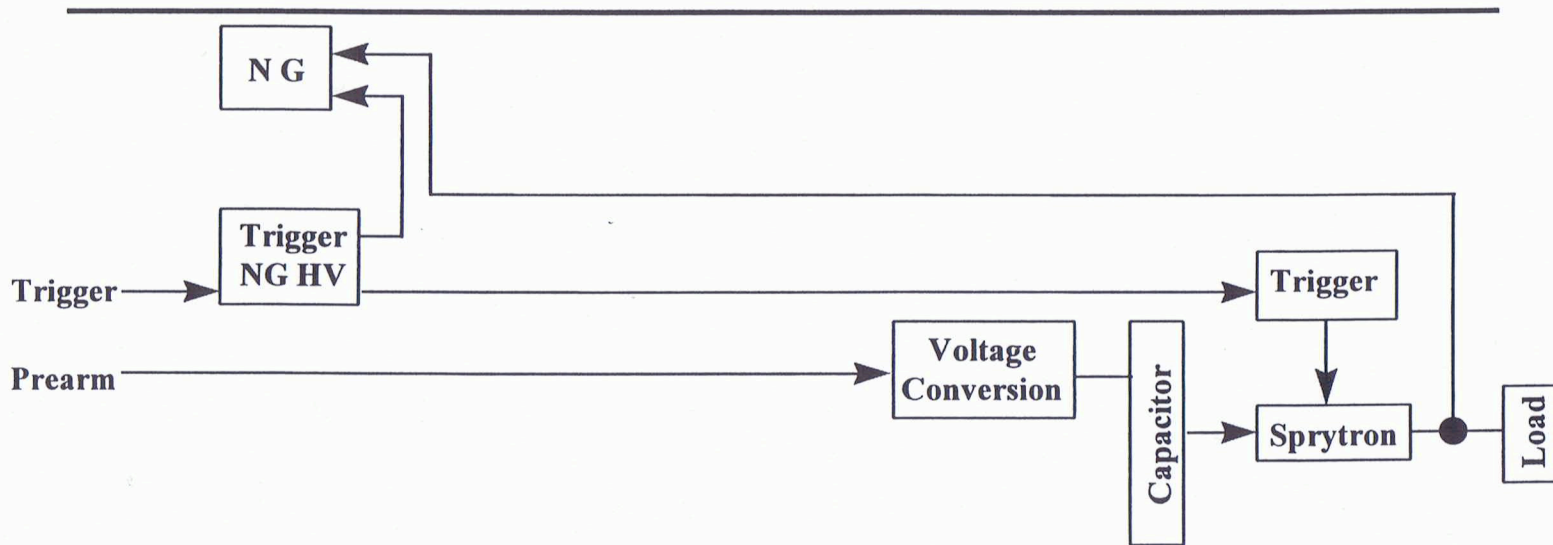 N G
Trigger
NG HV
Trigger
Trigger
Prearm
Voltage
Conversion
Capacitor
Sprytron
Load